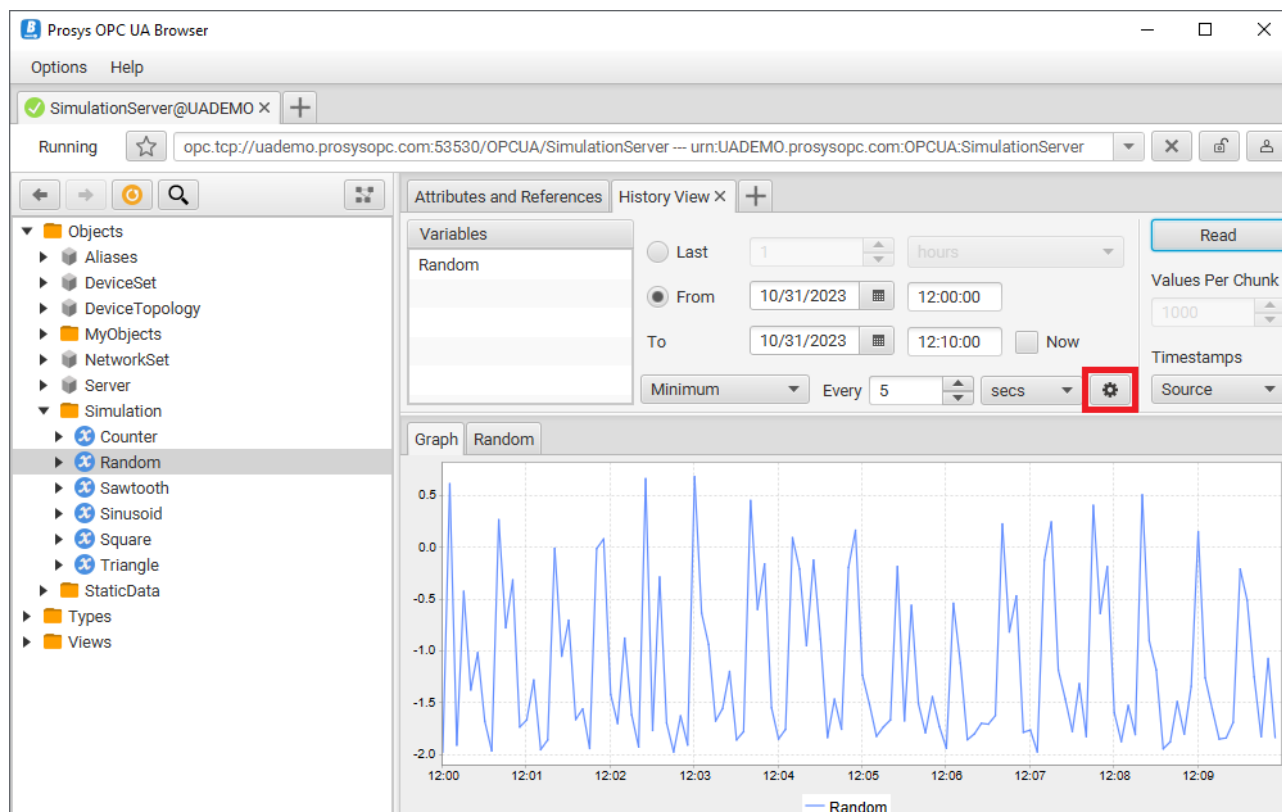 Prosys OPC UA Browser
Options Help
SimulationServer@UADEMO
Running opc.tcp://uademo.prosysopc.com:53530/OPCUA/SimulationServer --- urn:UADEMO.prosysopc.com:OPCUA:SimulationServer
Objects
Aliases
DeviceSet
DeviceTopology
MyObjects
NetworkSet
Server
Simulation
Counter
Random
Sawtooth
Sinusoid
Square
Triangle
StaticData
Types
Views
Attributes and References History View
Variables
Random
Last 1 hours
From 10/31/2023 12:00:00
To 10/31/2023 12:10:00 Now
Minimum Every 5 secs
Read
Values Per Chunk
1000
Timestamps
Source
Graph Random
0.5
0.0
-0.5
-1.0
-1.5
-2.0
12:00 12:01 12:02 12:03 12:04 12:05 12:06 12:07 12:08 12:09
Random